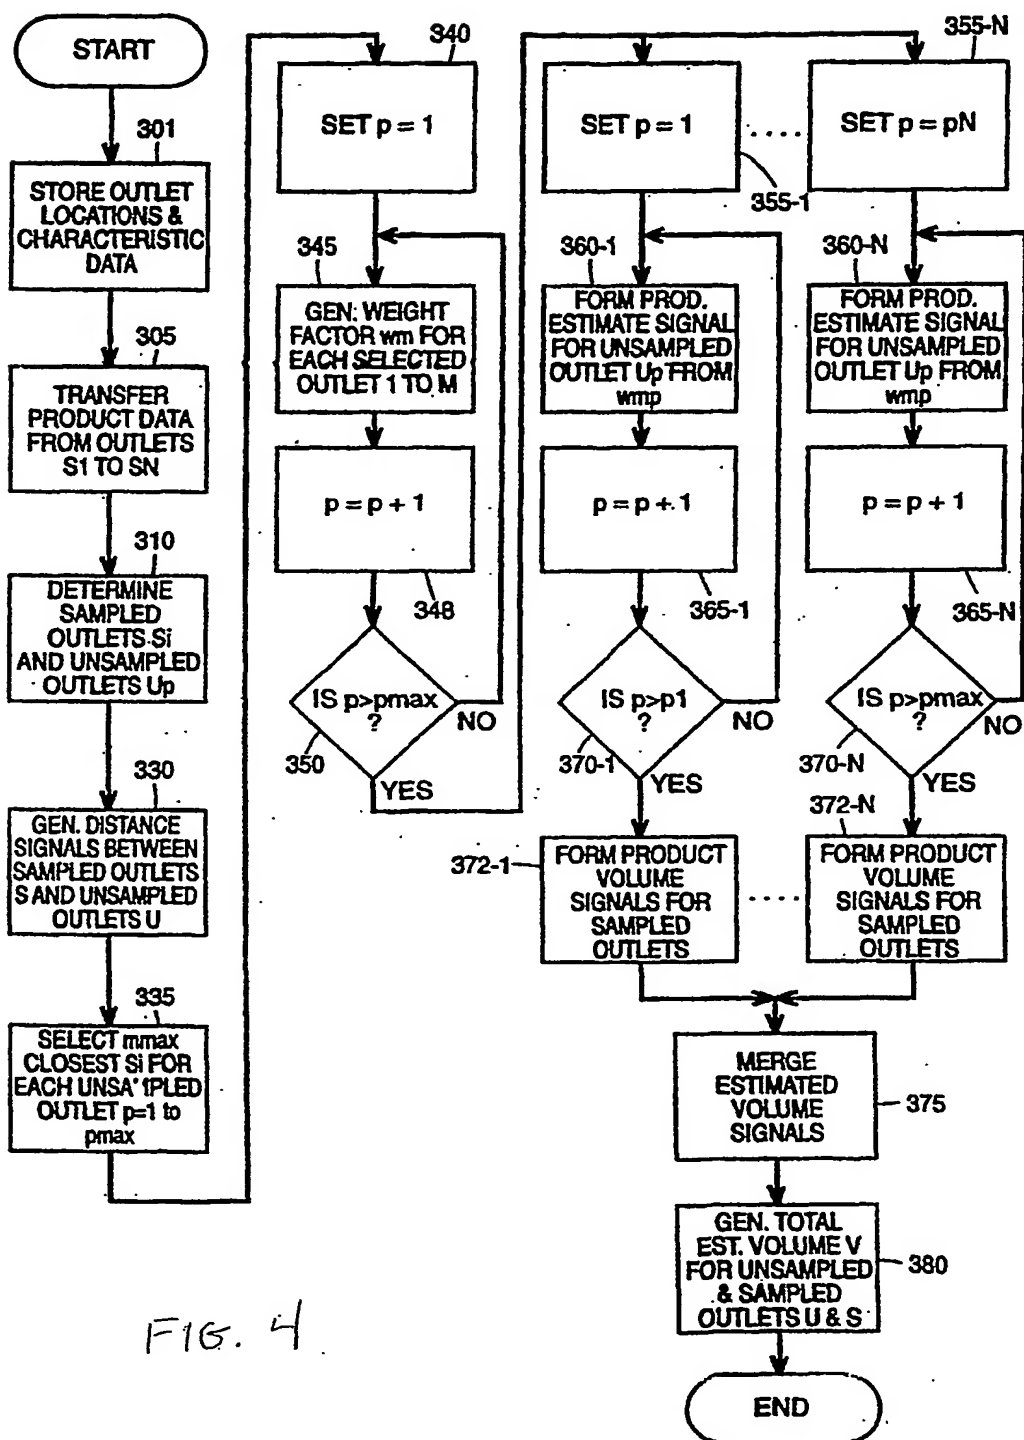 START
301
STORE OUTLET
LOCATIONS &
CHARACTERISTIC
DATA
305
TRANSFER
PRODUCT DATA
FROM OUTLETS
S1 TO SN
310
DETERMINE
SAMPLED
OUTLETS Si
AND UNSAMPLED
OUTLETS Up
330
GEN. DISTANCE
SIGNALS BETWEEN
SAMPLED OUTLETS
S AND UNSAMPLED
OUTLETS U
335
SELECT mmax
CLOSEST Si FOR
EACH
OUTLET p=1 to
pmax
340
SET p = 1
345
GEN: WEIGHT
FACTOR wm FOR
EACH SELECTED
OUTLET 1 TO M
p = p + 1
348
IS p>pmax
?
NO
350
YES
SET p = 1
355-1
360-1
FORM PROD.
ESTIMATE SIGNAL
FOR UNSAMPLED
OUTLET Up FROM
wmp
p = p + 1
365-1
IS p>p1
?
NO
370-1
YES
372-1
FORM PRODUCT
VOLUME
SIGNALS FOR
SAMPLED
OUTLETS
355-N
SET p = pN
360-N
FORM PROD.
ESTIMATE SIGNAL
FOR UNSAMPLED
OUTLET Up FROM
wmp
p = p + 1
365-N
IS p>pmax
?
NO
370-N
YES
372-N
FORM PRODUCT
VOLUME
SIGNALS FOR
SAMPLED
OUTLETS
MERGE
ESTIMATED
VOLUME
SIGNALS
375
GEN. TOTAL
EST. VOLUME V
FOR UNSAMPLED
& SAMPLED
OUTLETS U & S
380
END
FIG. 4